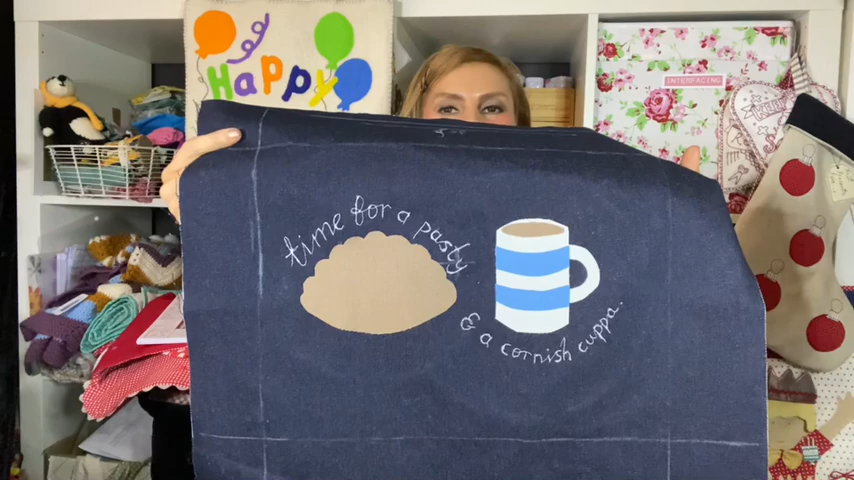 Happy
INTERFACING
time for a pasty
& a cornish cuppa.